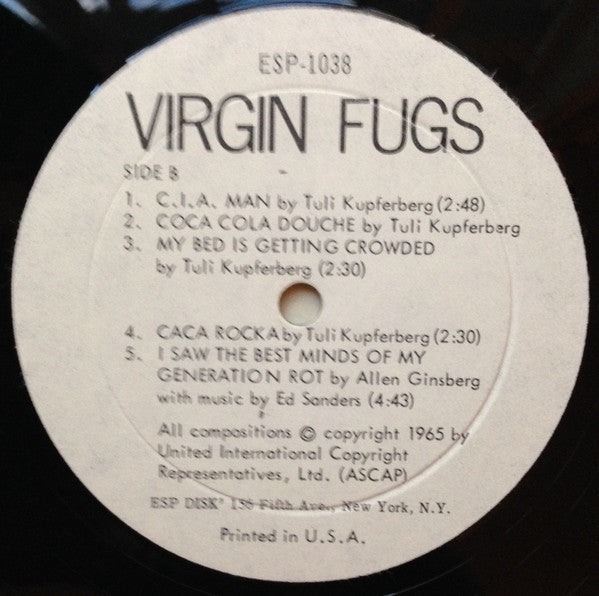 ESP-1038
VIRGIN FUGS
SIDE B
1. C.I.A. MAN by Tuli Kupferberg (2:48)
2. COCA COLA DOUCHE by Tuli Kupferberg
3. MY BED IS GETTING CROWDED
by Tuli Kupferberg (2:30)
4. CACA ROCKA by Tuli Kupferberg (2:30)
5. I SAW THE BEST MINDS OF MY
GENERATION ROT by Allen Ginsberg
with music by Ed Sanders (4:43)
All compositions © copyright 1965 by
United International Copyright
Representatives, Ltd. (ASCAP)
ESP DISK' 156 Fifth Ave., New York, N.Y.
Printed in U.S.A.